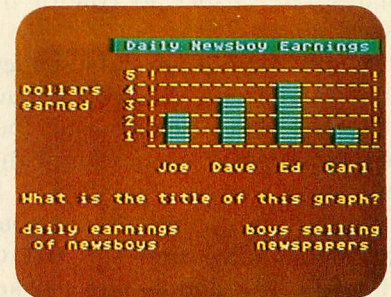 Daily Newsboy Earnings
5
Dollars 4
earned 3
2
1
Joe Dave Ed Carl
What is the title of this graph?
daily earnings boys selling
of newsboys newspapers